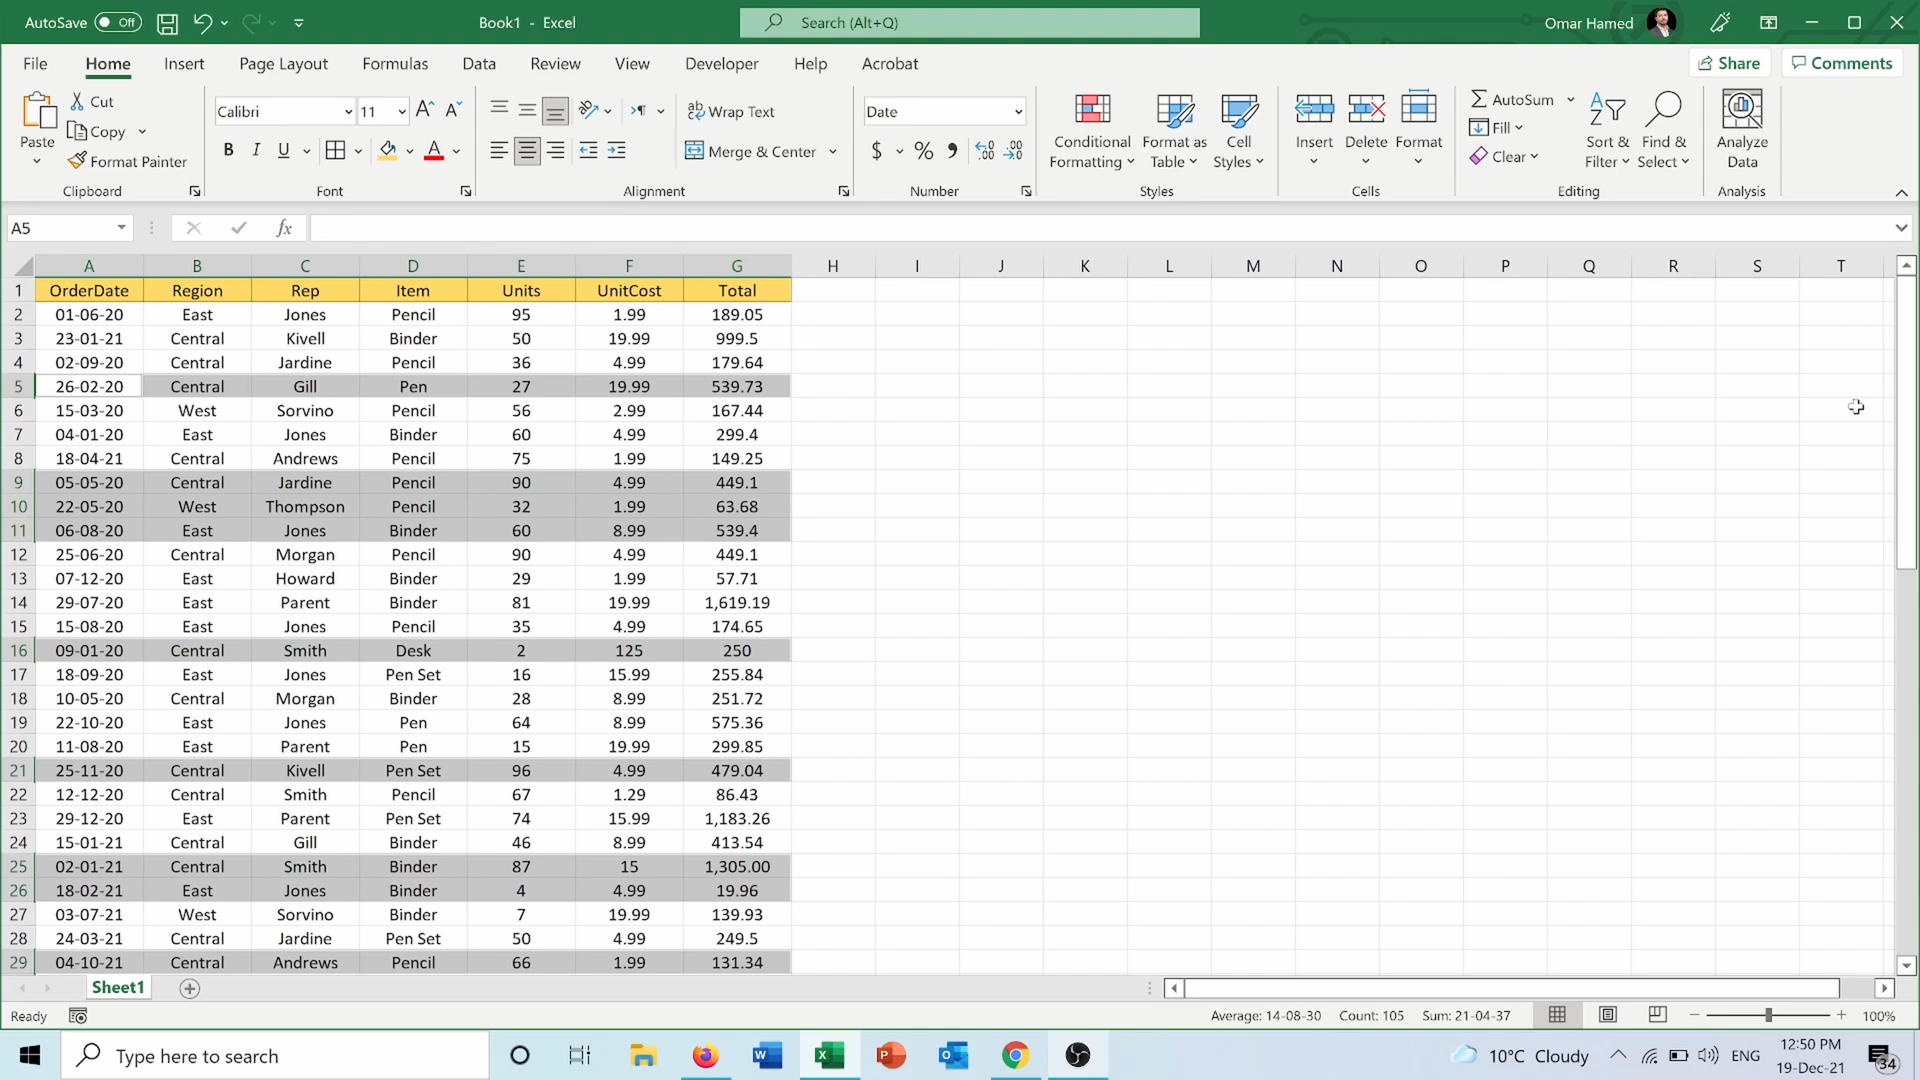 AutoSave Off Book1 - Excel Search (Alt+Q) Omar Hamed
File Home Insert Page Layout Formulas Data Review View Developer Help Acrobat Share Comments
Paste Cut Copy Format Painter Clipboard
Calibri 11 B I U A Font
ab Wrap Text Merge & Center Alignment
Date $ % Number
Conditional Formatting Format as Table Cell Styles Styles
Insert Delete Format Cells
AutoSum Fill Clear Sort & Filter Find & Select Editing
Analyze Data Analysis
A5 fx
A B C D E F G H I J K L M N O P Q R S T
1 OrderDate Region Rep Item Units UnitCost Total
2 01-06-20 East Jones Pencil 95 1.99 189.05
3 23-01-21 Central Kivell Binder 50 19.99 999.5
4 02-09-20 Central Jardine Pencil 36 4.99 179.64
5 26-02-20 Central Gill Pen 27 19.99 539.73
6 15-03-20 West Sorvino Pencil 56 2.99 167.44
7 04-01-20 East Jones Binder 60 4.99 299.4
8 18-04-21 Central Andrews Pencil 75 1.99 149.25
9 05-05-20 Central Jardine Pencil 90 4.99 449.1
10 22-05-20 West Thompson Pencil 32 1.99 63.68
11 06-08-20 East Jones Binder 60 8.99 539.4
12 25-06-20 Central Morgan Pencil 90 4.99 449.1
13 07-12-20 East Howard Binder 29 1.99 57.71
14 29-07-20 East Parent Binder 81 19.99 1,619.19
15 15-08-20 East Jones Pencil 35 4.99 174.65
16 09-01-20 Central Smith Desk 2 125 250
17 18-09-20 East Jones Pen Set 16 15.99 255.84
18 10-05-20 Central Morgan Binder 28 8.99 251.72
19 22-10-20 East Jones Pen 64 8.99 575.36
20 11-08-20 East Parent Pen 15 19.99 299.85
21 25-11-20 Central Kivell Pen Set 96 4.99 479.04
22 12-12-20 Central Smith Pencil 67 1.29 86.43
23 29-12-20 East Parent Pen Set 74 15.99 1,183.26
24 15-01-21 Central Gill Binder 46 8.99 413.54
25 02-01-21 Central Smith Binder 87 15 1,305.00
26 18-02-21 East Jones Binder 4 4.99 19.96
27 03-07-21 West Sorvino Binder 7 19.99 139.93
28 24-03-21 Central Jardine Pen Set 50 4.99 249.5
29 04-10-21 Central Andrews Pencil 66 1.99 131.34
Sheet1
Ready Average: 14-08-30 Count: 105 Sum: 21-04-37 100%
Type here to search 10°C Cloudy ENG 12:50 PM
19-Dec-21 34